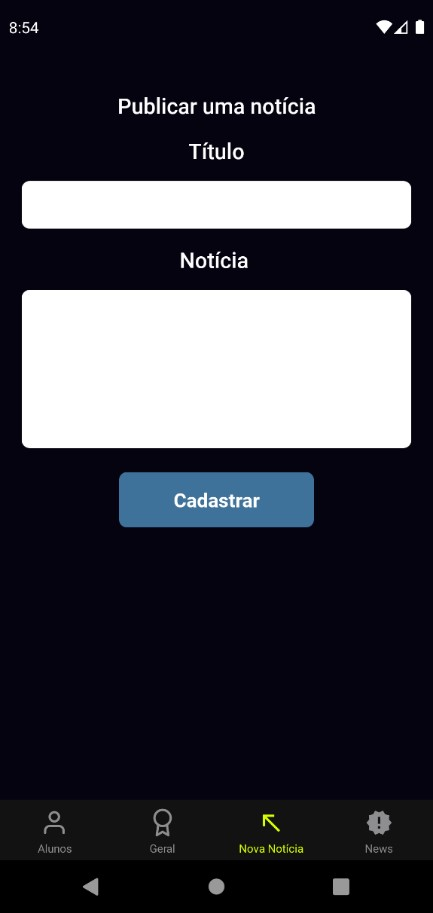 8:54
Publicar uma notícia
Título
Notícia
Cadastrar
Alunos
Geral
Nova Notícia
News